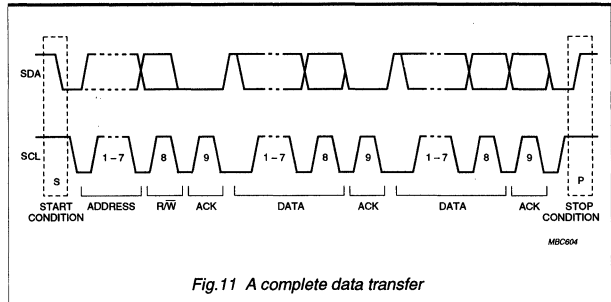 SDA
SCL
1 – 7 8 9 1 – 7 8 9 1 – 7 8 9
S P
START CONDITION ADDRESS R/W̅ ACK DATA ACK DATA ACK STOP CONDITION
MBC604
Fig.11 A complete data transfer